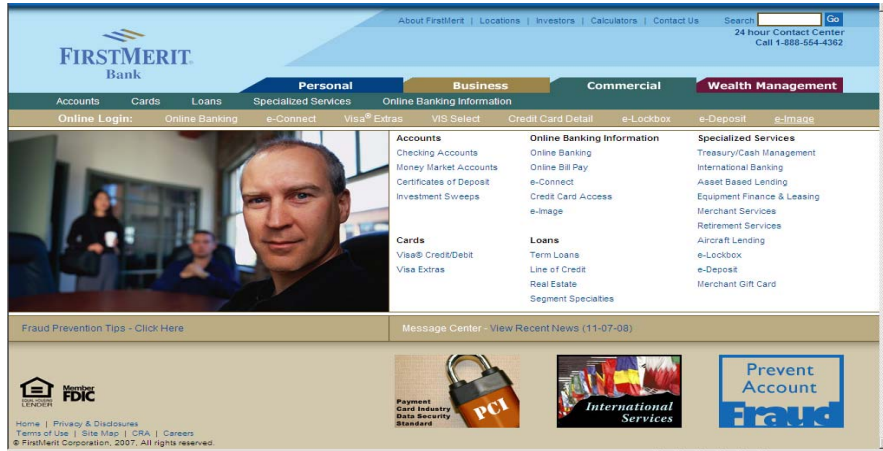 About FirstMerit | Locations | Investors | Calculators | Contact Us
Search Go
24 hour Contact Center
Call 1-888-554-4362
FIRSTMERIT
Bank
Personal Business Commercial Wealth Management
Accounts Cards Loans Specialized Services Online Banking Information
Online Login: Online Banking e-Connect Visa® Extras VIS Select Credit Card Detail e-Lockbox e-Deposit e-Image
Accounts
Checking Accounts
Money Market Accounts
Certificates of Deposit
Investment Sweeps
Cards
Visa® Credit/Debit
Visa Extras
Online Banking Information
Online Banking
Online Bill Pay
e-Connect
Credit Card Access
e-Image
Loans
Term Loans
Line of Credit
Real Estate
Segment Specialties
Specialized Services
Treasury/Cash Management
International Banking
Asset Based Lending
Equipment Finance & Leasing
Merchant Services
Retirement Services
Aircraft Lending
e-Lockbox
e-Deposit
Merchant Gift Card
Fraud Prevention Tips - Click Here
Message Center - View Recent News (11-07-08)
EQUAL HOUSING
LENDER
Member
FDIC
Payment
Card Industry
Data Security
Standard
PCI
International
Services
Prevent
Account
Fraud
Home | Privacy & Disclosures
Terms of Use | Site Map | CRA | Careers
© FirstMerit Corporation, 2007, All rights reserved.